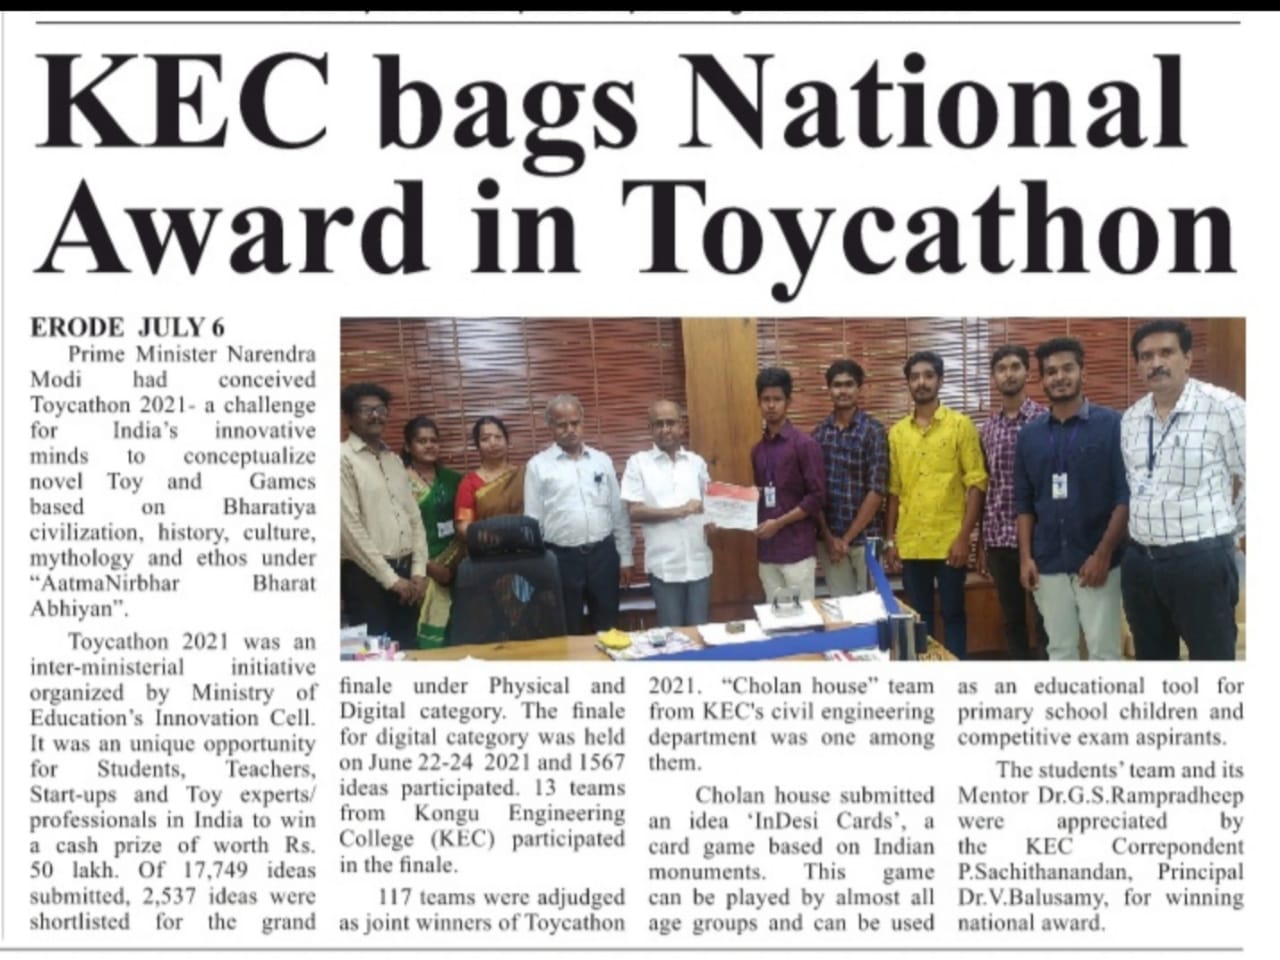 KEC bags National
Award in Toycathon
ERODE JULY 6
Prime Minister Narendra
Modi had conceived
Toycathon 2021- a challenge
for India's innovative
minds to conceptualize
novel Toy and Games
based on Bharatiya
civilization, history, culture,
mythology and ethos under
“AatmaNirbhar Bharat
Abhiyan”.
Toycathon 2021 was an
inter-ministerial initiative
organized by Ministry of
Education's Innovation Cell.
It was an unique opportunity
for Students, Teachers,
Start-ups and Toy experts/
professionals in India to win
a cash prize of worth Rs.
50 lakh. Of 17,749 ideas
submitted, 2,537 ideas were
shortlisted for the grand
finale under Physical and
Digital category. The finale
for digital category was held
on June 22-24 2021 and 1567
ideas participated. 13 teams
from Kongu Engineering
College (KEC) participated
in the finale.
117 teams were adjudged
as joint winners of Toycathon
2021. “Cholan house” team
from KEC's civil engineering
department was one among
them.
Cholan house submitted
an idea ‘InDesi Cards’, a
card game based on Indian
monuments. This game
can be played by almost all
age groups and can be used
as an educational tool for
primary school children and
competitive exam aspirants.
The students’ team and its
Mentor Dr.G.S.Rampradheep
were appreciated by
the KEC Correpondent
P.Sachithanandan, Principal
Dr.V.Balusamy, for winning
national award.